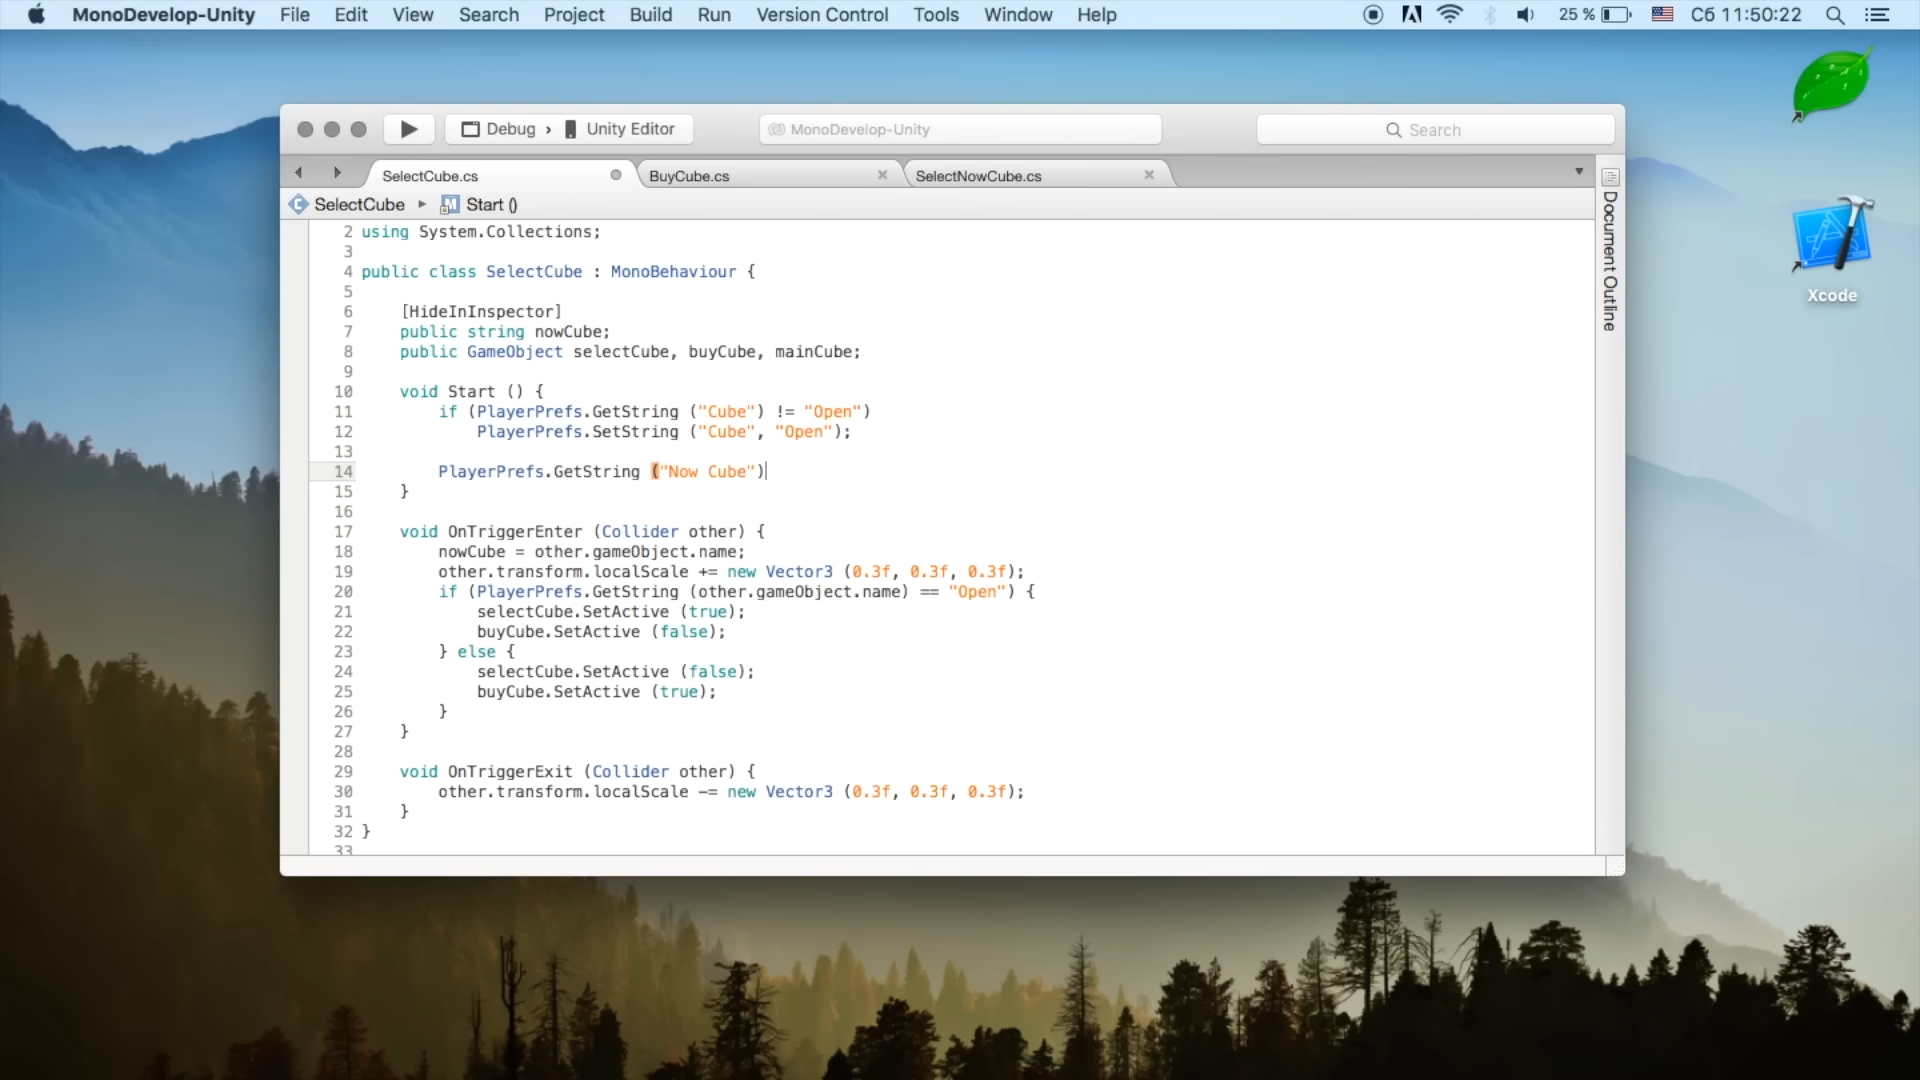 MonoDevelop-Unity File Edit View Search Project Build Run Version Control Tools Window Help 25 % Сб 11:50:22
Debug › Unity Editor MonoDevelop-Unity Search
SelectCube.cs BuyCube.cs SelectNowCube.cs
SelectCube ▸ Start ()
Document Outline
Xcode
2 using System.Collections;
3
4 public class SelectCube : MonoBehaviour {
5
6 [HideInInspector]
7 public string nowCube;
8 public GameObject selectCube, buyCube, mainCube;
9
10 void Start () {
11 if (PlayerPrefs.GetString ("Cube") != "Open")
12 PlayerPrefs.SetString ("Cube", "Open");
13
14 PlayerPrefs.GetString ("Now Cube")
15 }
16
17 void OnTriggerEnter (Collider other) {
18 nowCube = other.gameObject.name;
19 other.transform.localScale += new Vector3 (0.3f, 0.3f, 0.3f);
20 if (PlayerPrefs.GetString (other.gameObject.name) == "Open") {
21 selectCube.SetActive (true);
22 buyCube.SetActive (false);
23 } else {
24 selectCube.SetActive (false);
25 buyCube.SetActive (true);
26 }
27 }
28
29 void OnTriggerExit (Collider other) {
30 other.transform.localScale -= new Vector3 (0.3f, 0.3f, 0.3f);
31 }
32 }
33